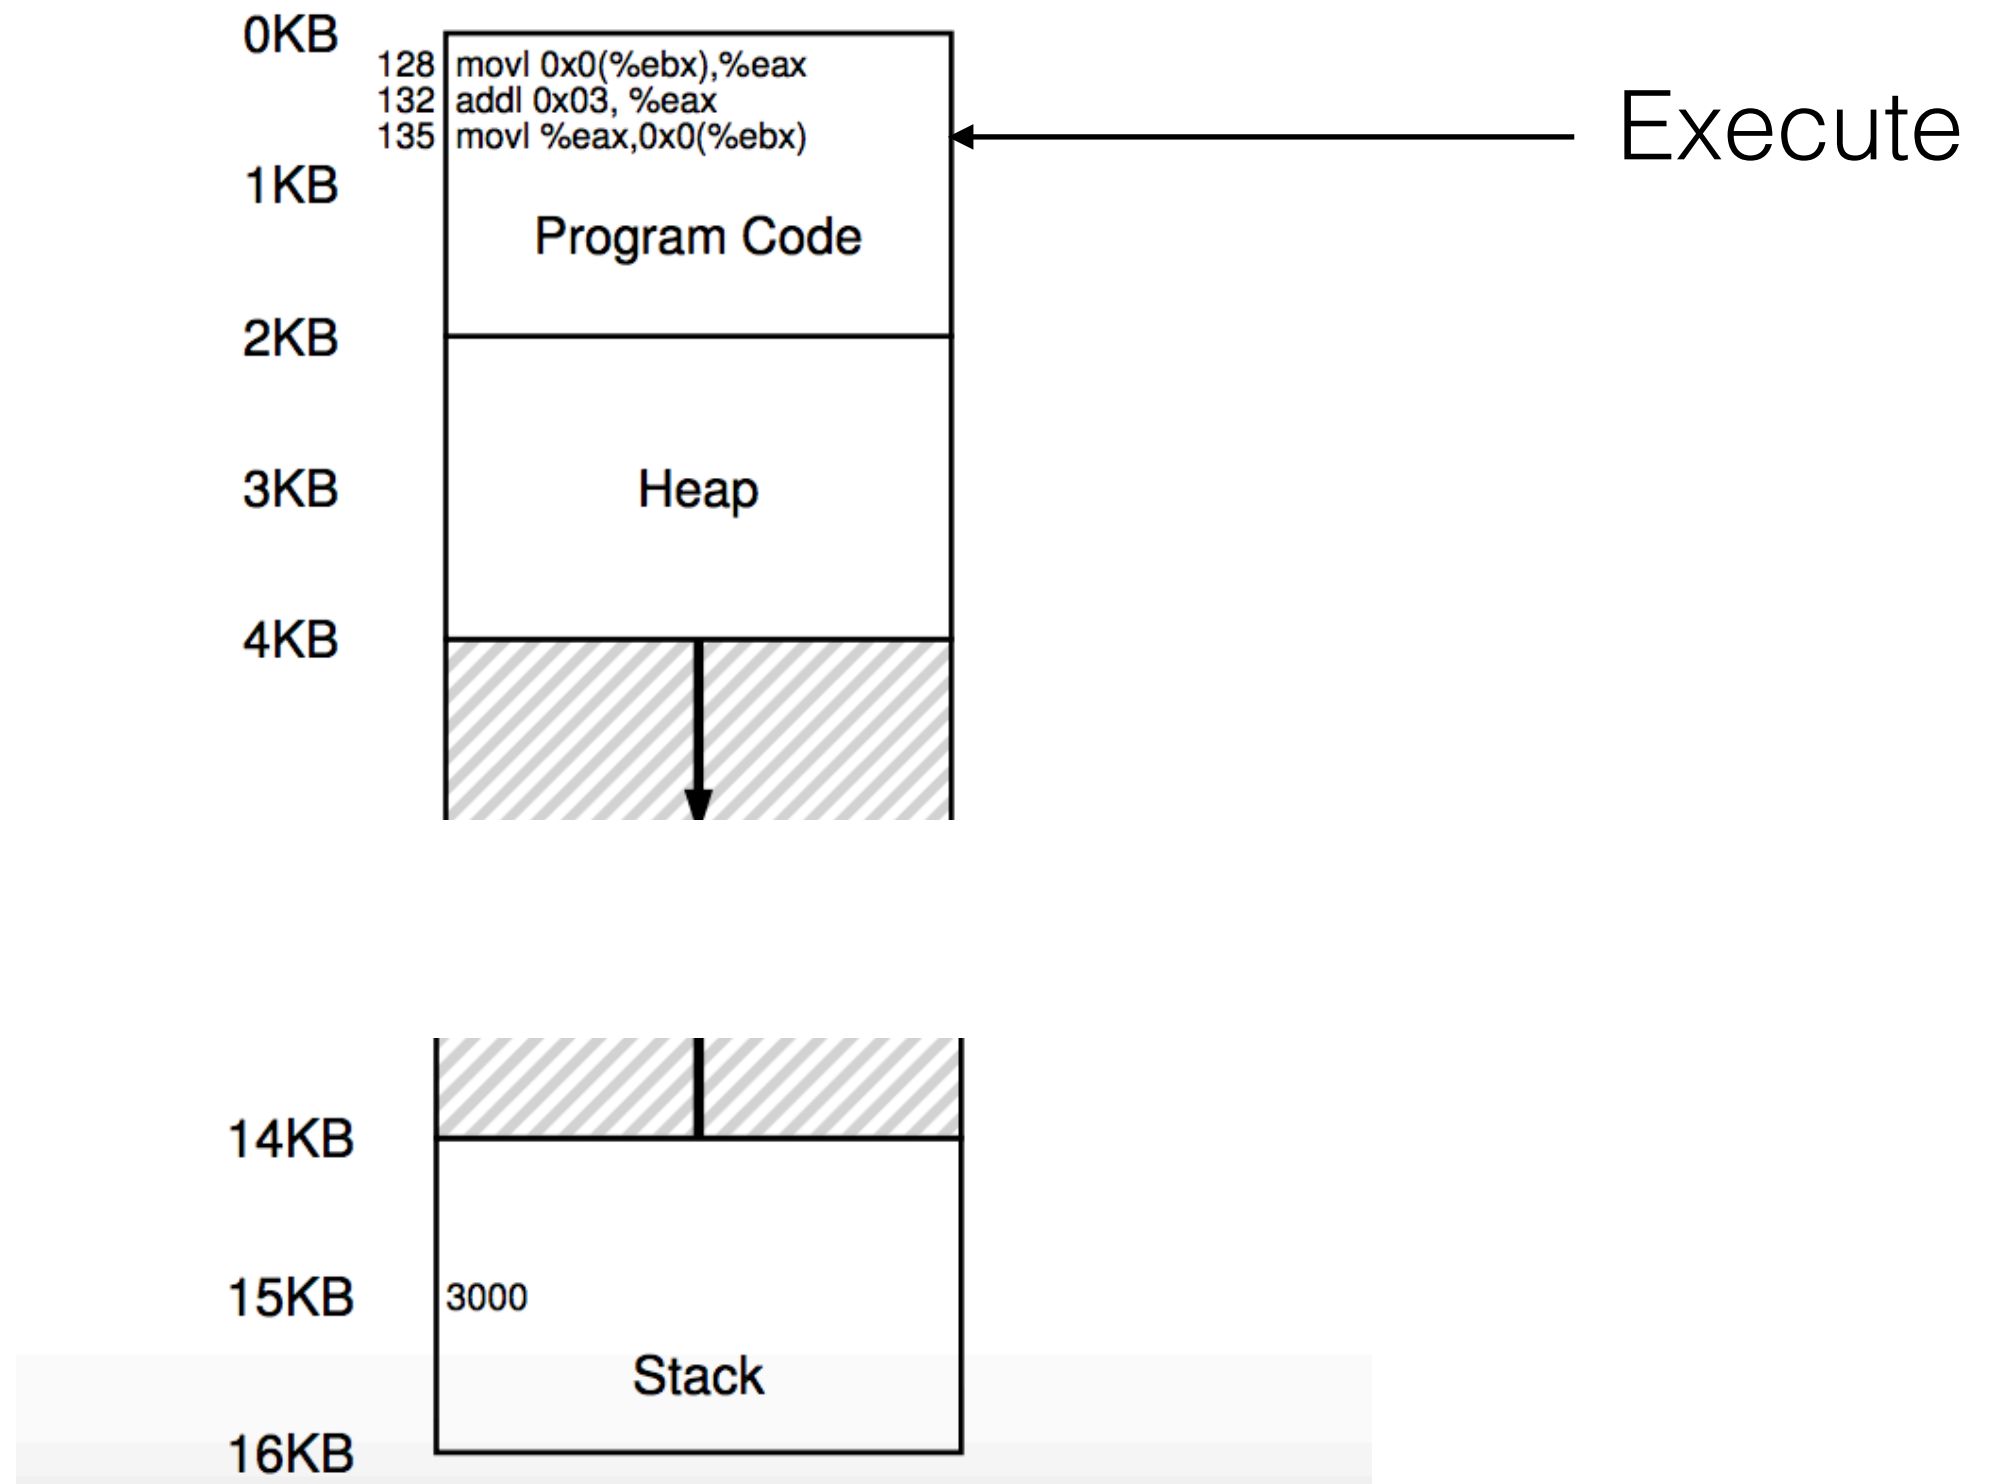 0KB
128 movl 0x0(%ebx),%eax
132 addl 0x03, %eax
135 movl %eax,0x0(%ebx)
Execute
1KB
Program Code
2KB
3KB
Heap
4KB
14KB
15KB
3000
Stack
16KB